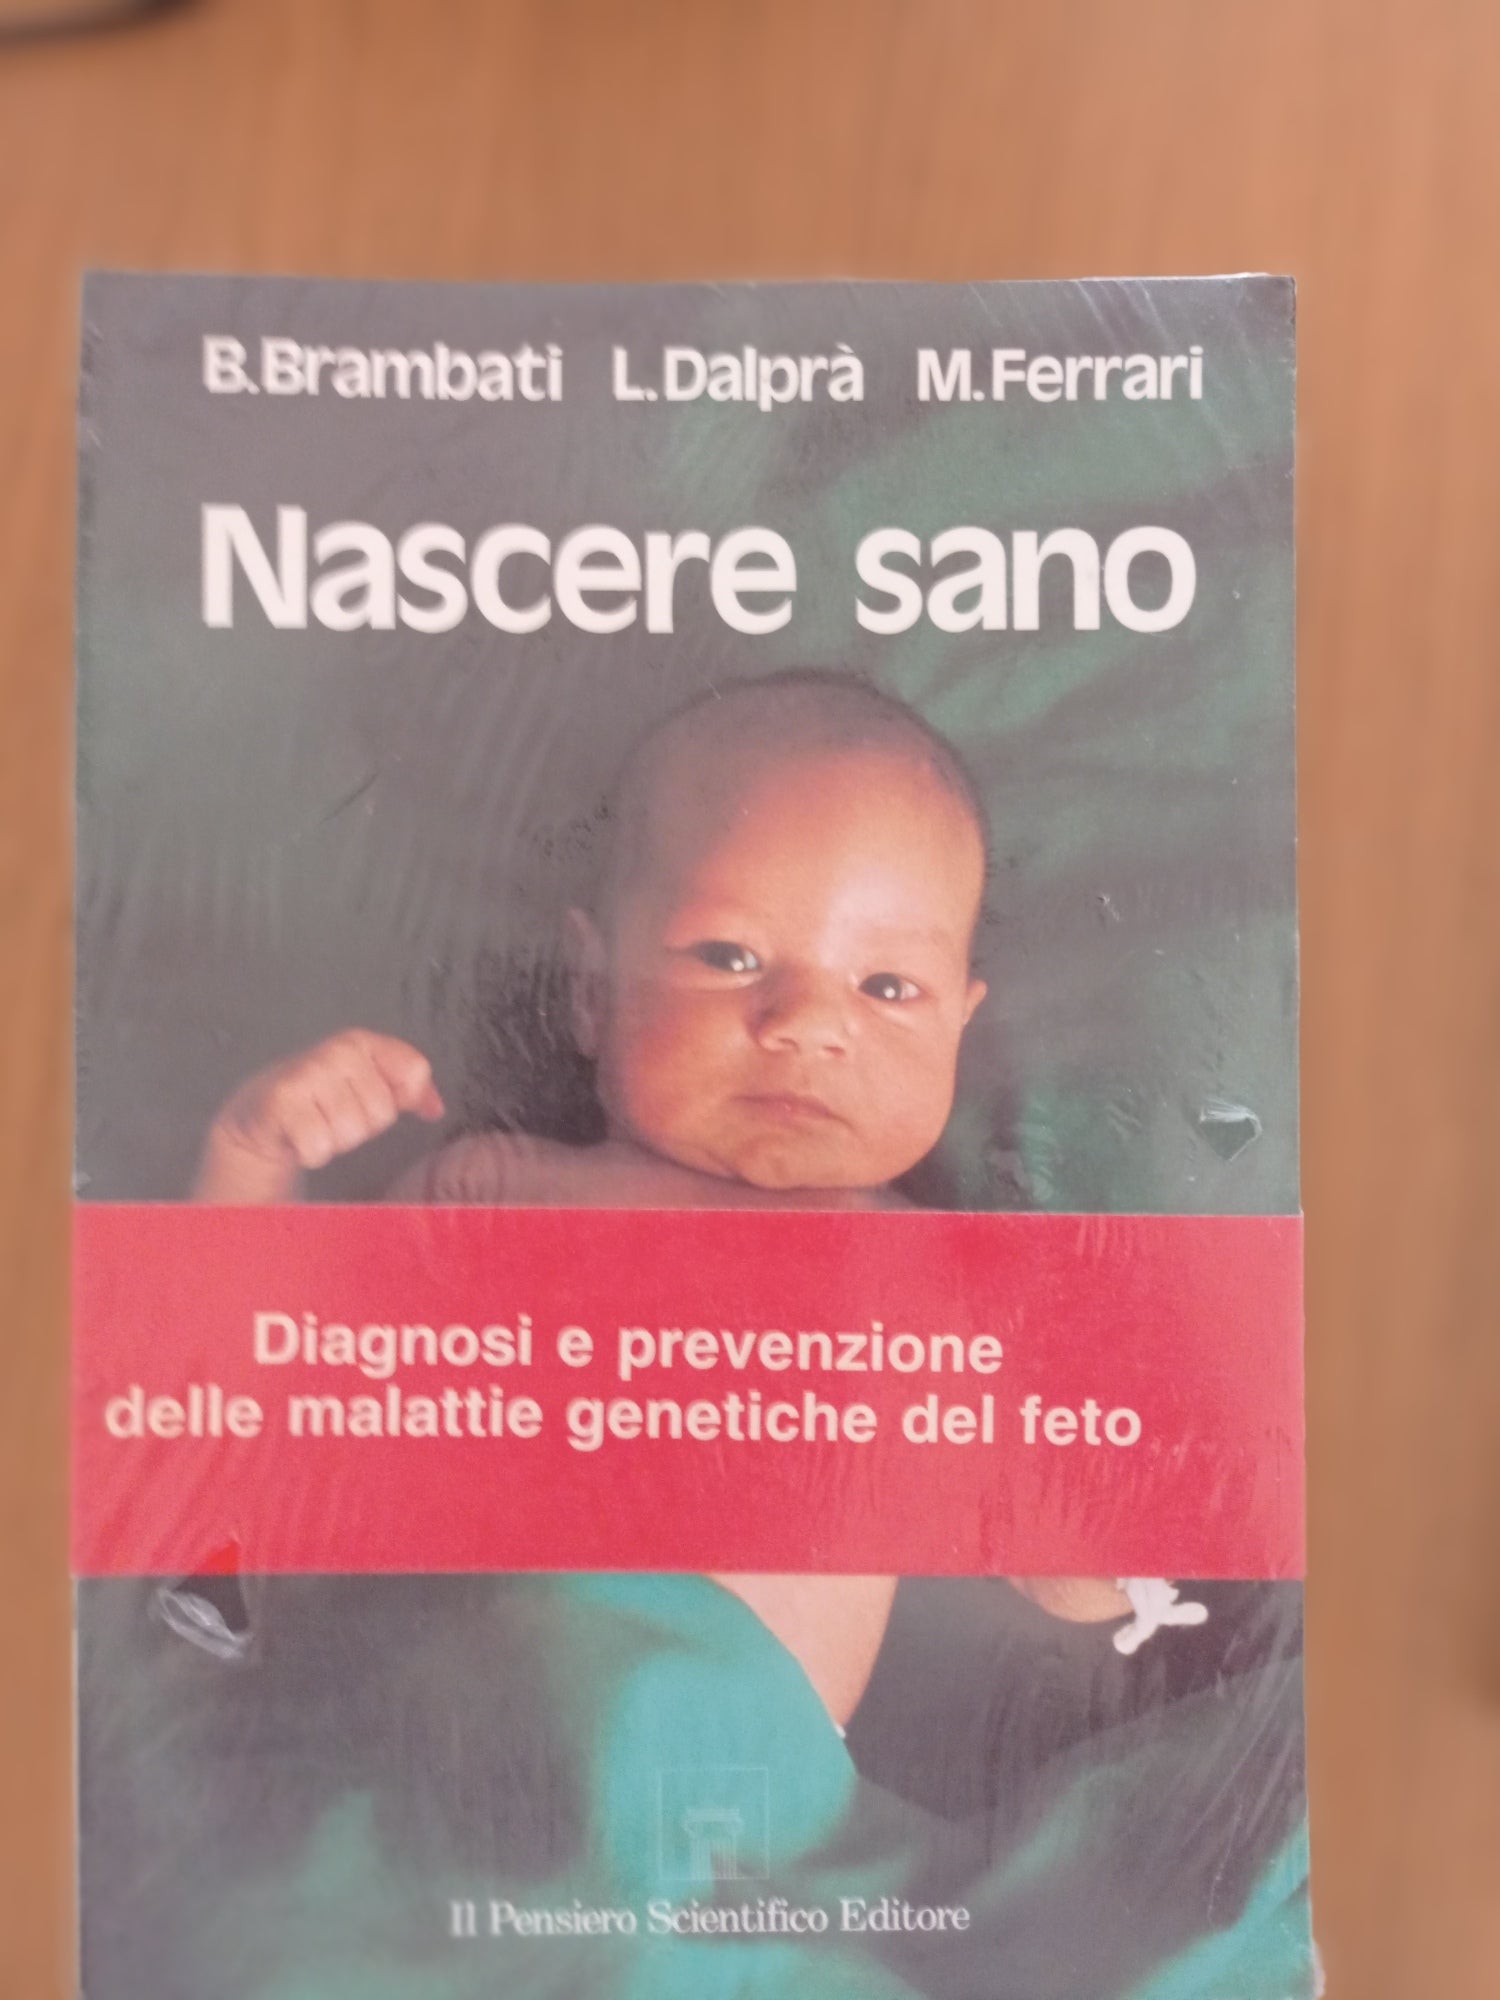 B.Brambati L.Dalprà M.Ferrari
Nascere sano
Diagnosi e prevenzione
delle malattie genetiche del feto
Il Pensiero Scientifico Editore